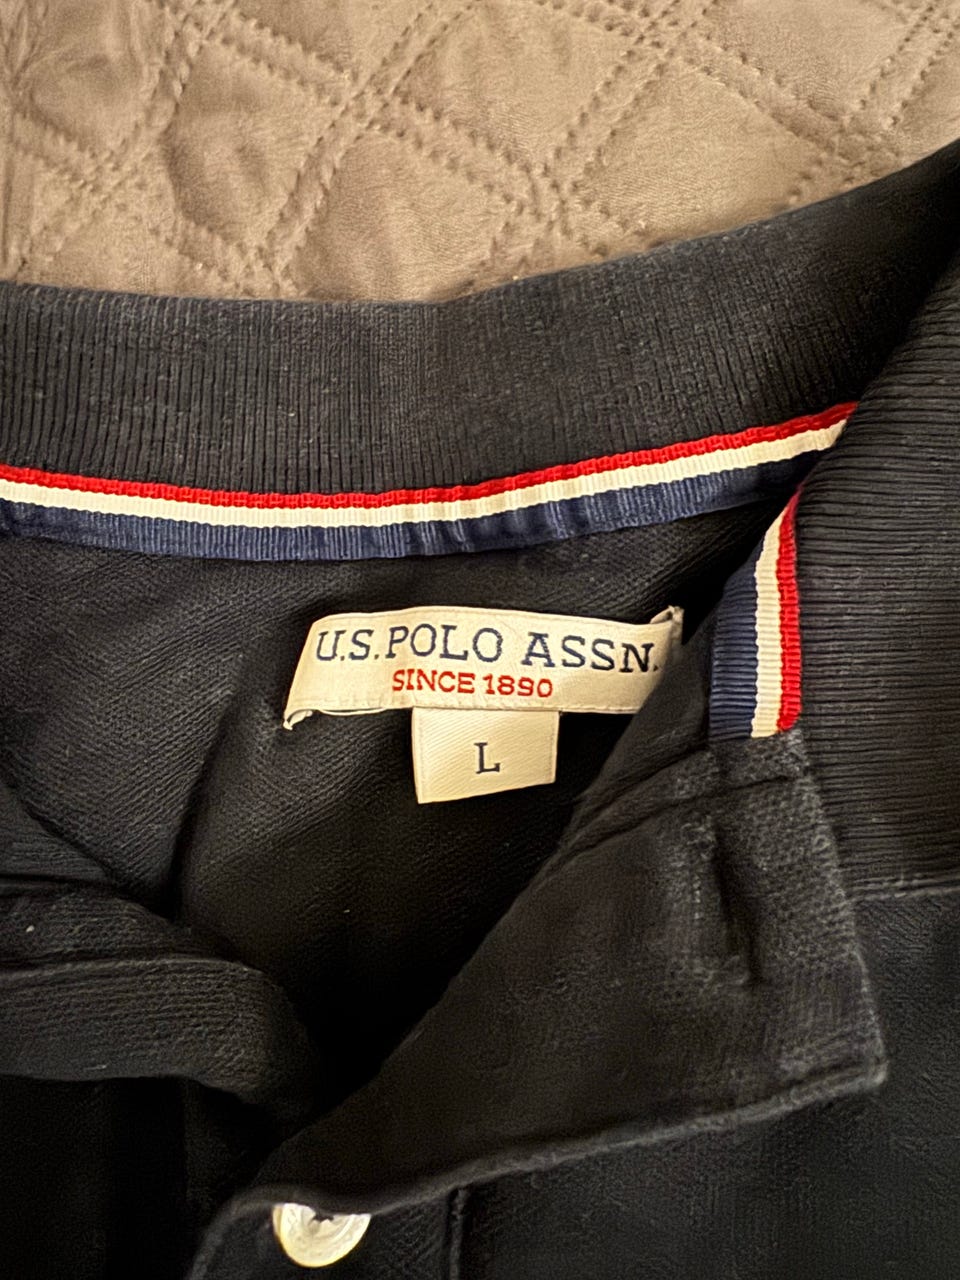 U.S. POLO ASSN.
SINCE 1890
L